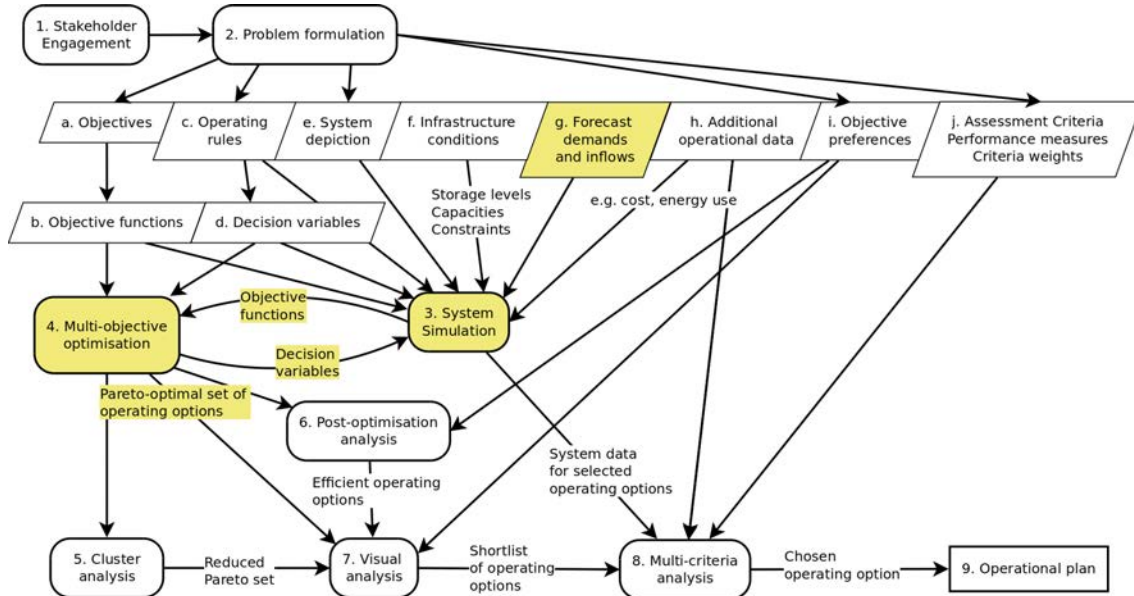 1. Stakeholder
Engagement
2. Problem formulation
a. Objectives
c. Operating
rules
e. System
depiction
f. Infrastructure
conditions
g. Forecast
demands
and inflows
h. Additional
operational data
i. Objective
preferences
j. Assessment Criteria
Performance measures
Criteria weights
Storage levels
Capacities
Constraints
e.g. cost, energy use
b. Objective functions
d. Decision variables
4. Multi-objective
optimisation
Objective
functions
3. System
Simulation
Decision
variables
Pareto-optimal set of
operating options
6. Post-optimisation
analysis
Efficient operating
options
System data
for selected
operating options
5. Cluster
analysis
Reduced
Pareto set
7. Visual
analysis
Shortlist
of operating
options
8. Multi-criteria
analysis
Chosen
operating option
9. Operational plan